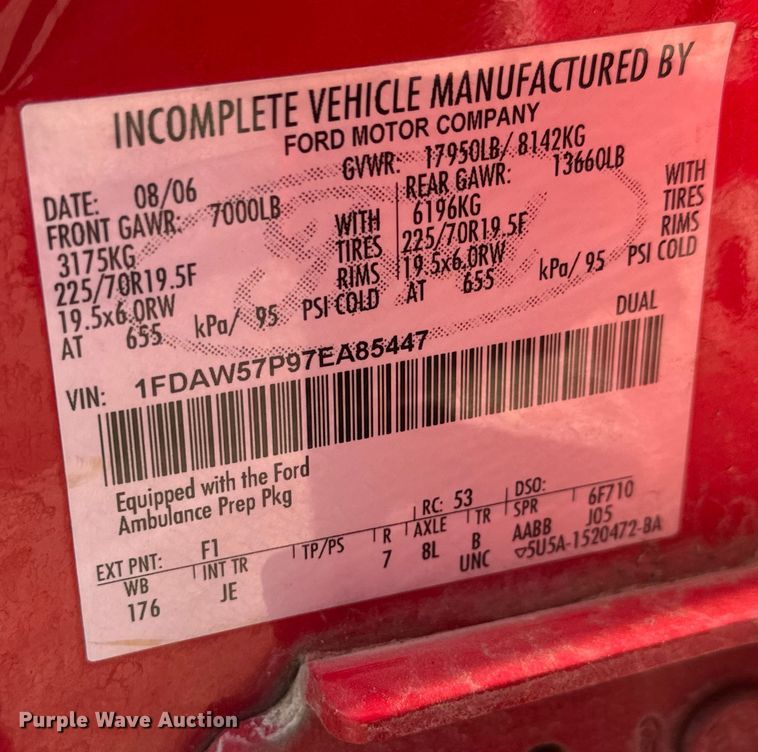 INCOMPLETE VEHICLE MANUFACTURED BY
FORD MOTOR COMPANY
DATE: 08/06 GVWR: 17950LB/ 8142KG
FRONT GAWR: 7000LB REAR GAWR: 13660LB
3175KG WITH 6196KG WITH
225/70R19.5F TIRES 225/70R19.5F TIRES
19.5x6.0RW RIMS 19.5x6.0RW RIMS
AT 655 kPa/ 95 PSI COLD AT 655 kPa/ 95 PSI COLD
DUAL
VIN: 1FDAW57P97EA85447
Equipped with the Ford
Ambulance Prep Pkg
EXT PNT: F1 RC: 53 DSO: 6F710
WB INT TR TP/PS R AXLE TR SPR J05
176 JE 7 8L B AABB
UNC 5U5A-1520472-BA
Purple Wave Auction